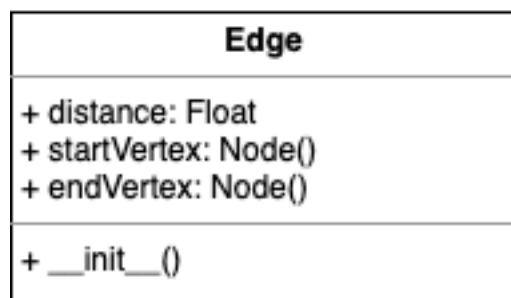 Edge
+ distance: Float
+ startVertex: Node()
+ endVertex: Node()
+ __init__()